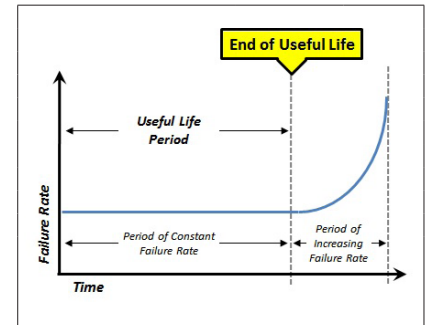 End of Useful Life
Useful Life
Period
Failure Rate
Period of Constant
Failure Rate
Period of
Increasing
Failure Rate
Time